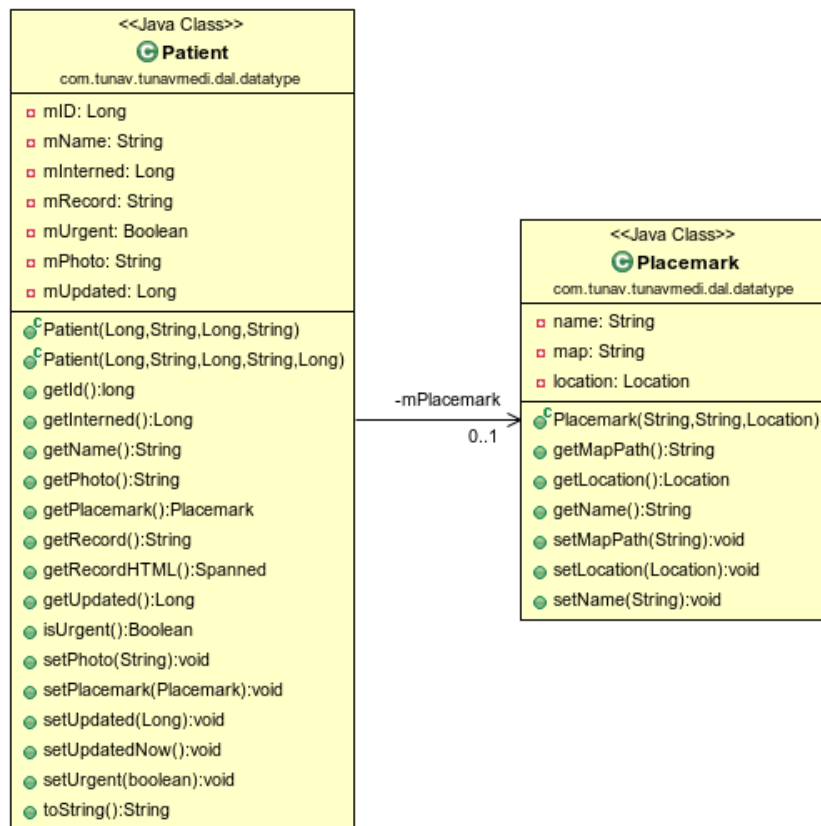 <<Java Class>>
Patient
com.tunav.tunavmedi.dal.datatype
mID: Long
mName: String
mInterned: Long
mRecord: String
mUrgent: Boolean
mPhoto: String
mUpdated: Long
Patient(Long,String,Long,String)
Patient(Long,String,Long,String,Long)
getId():long
getInterned():Long
getName():String
getPhoto():String
getPlacemark():Placemark
getRecord():String
getRecordHTML():Spanned
getUpdated():Long
isUrgent():Boolean
setPhoto(String):void
setPlacemark(Placemark):void
setUpdated(Long):void
setUpdatedNow():void
setUrgent(boolean):void
toString():String
-mPlacemark
0..1
<<Java Class>>
Placemark
com.tunav.tunavmedi.dal.datatype
name: String
map: String
location: Location
Placemark(String,String,Location)
getMapPath():String
getLocation():Location
getName():String
setMapPath(String):void
setLocation(Location):void
setName(String):void